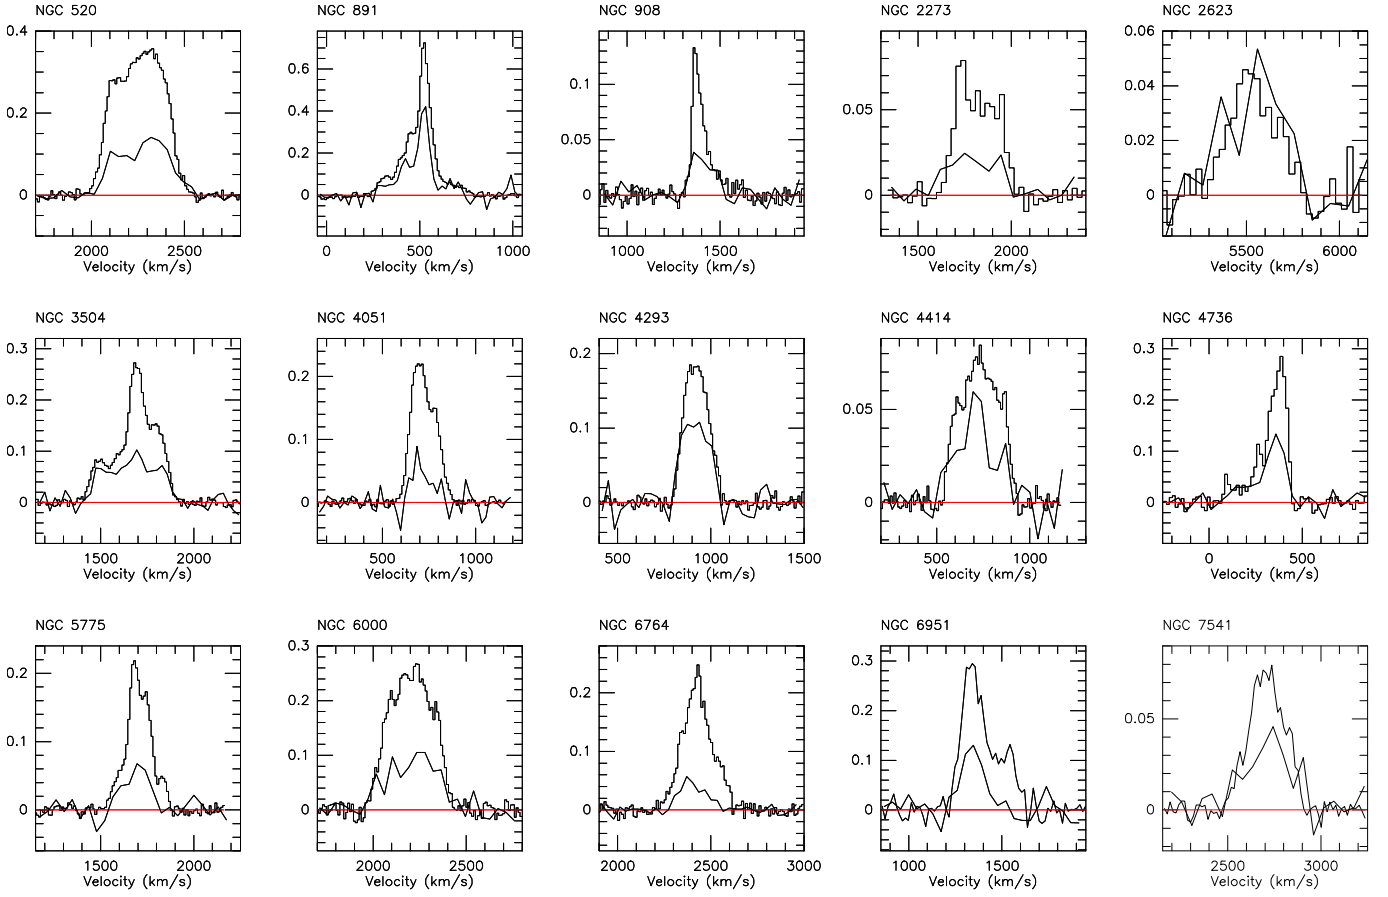 NGC 520 NGC 891 NGC 908 NGC 2273 NGC 2623
0.4 0.06
0.6 0.1 0.04
0.2 0.4 0.05 0.05 0.02
0.2
0 0 0 0 0
2000 2500 0 500 1000 1000 1500 1500 2000 5500 6000
Velocity (km/s) Velocity (km/s) Velocity (km/s) Velocity (km/s) Velocity (km/s)
NGC 3504 NGC 4051 NGC 4293 NGC 4414 NGC 4736
0.3 0.2 0.3
0.2 0.2 0.2
0.1 0.1 0.1 0.05 0.1
0 0 0 0 0
1500 2000 500 1000 500 1000 1500 500 1000 0 500
Velocity (km/s) Velocity (km/s) Velocity (km/s) Velocity (km/s) Velocity (km/s)
NGC 5775 NGC 6000 NGC 6764 NGC 6951 NGC 7541
0.2 0.3 0.2 0.3
0.2 0.2 0.05
0.1 0.1 0.1 0.1
0 0 0 0 0
1500 2000 2000 2500 2000 2500 3000 1000 1500 2500 3000
Velocity (km/s) Velocity (km/s) Velocity (km/s) Velocity (km/s) Velocity (km/s)